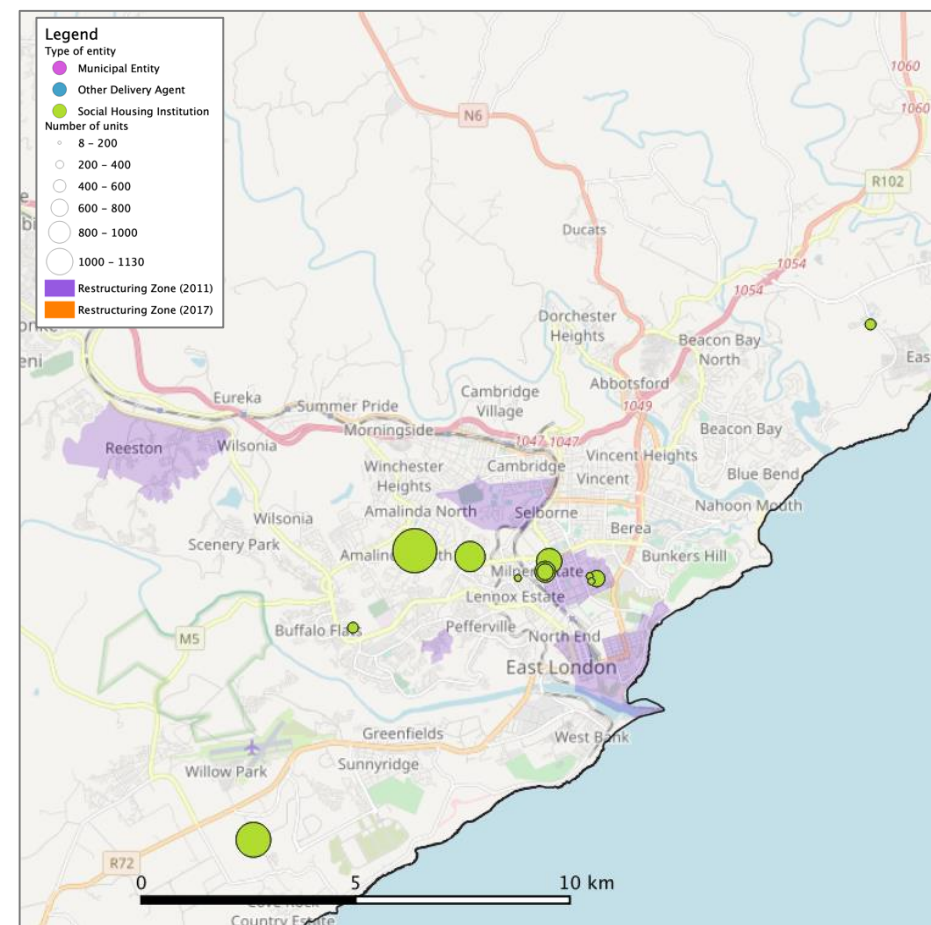 Legend
Type of entity
Municipal Entity
Other Delivery Agent
Social Housing Institution
Number of units
8 - 200
200 - 400
400 - 600
600 - 800
800 - 1000
1000 - 1130
Restructuring Zone (2011)
Restructuring Zone (2017)
1060
1060
N6
R102
Ducats
1054
1054
Dorchester
Heights
Beacon Bay
North
eni
Abbotsford
Eureka
Cambridge
Village
Summer Pride
1049
Morningside
1047
1047
Beacon Bay
Reeston
Wilsonia
Vincent Heights
Winchester
Heights
Cambridge
Vincent
Blue Bend
Nahoon Mouth
Amalinda North
Selborne
Wilsonia
Berea
Scenery Park
Bunkers Hill
Lennox Estate
Buffalo Flats
Pefferville
North End
M5
East London
Greenfields
West Bank
Willow Park
Sunnyridge
R72
0
5
10 km
Country Estate